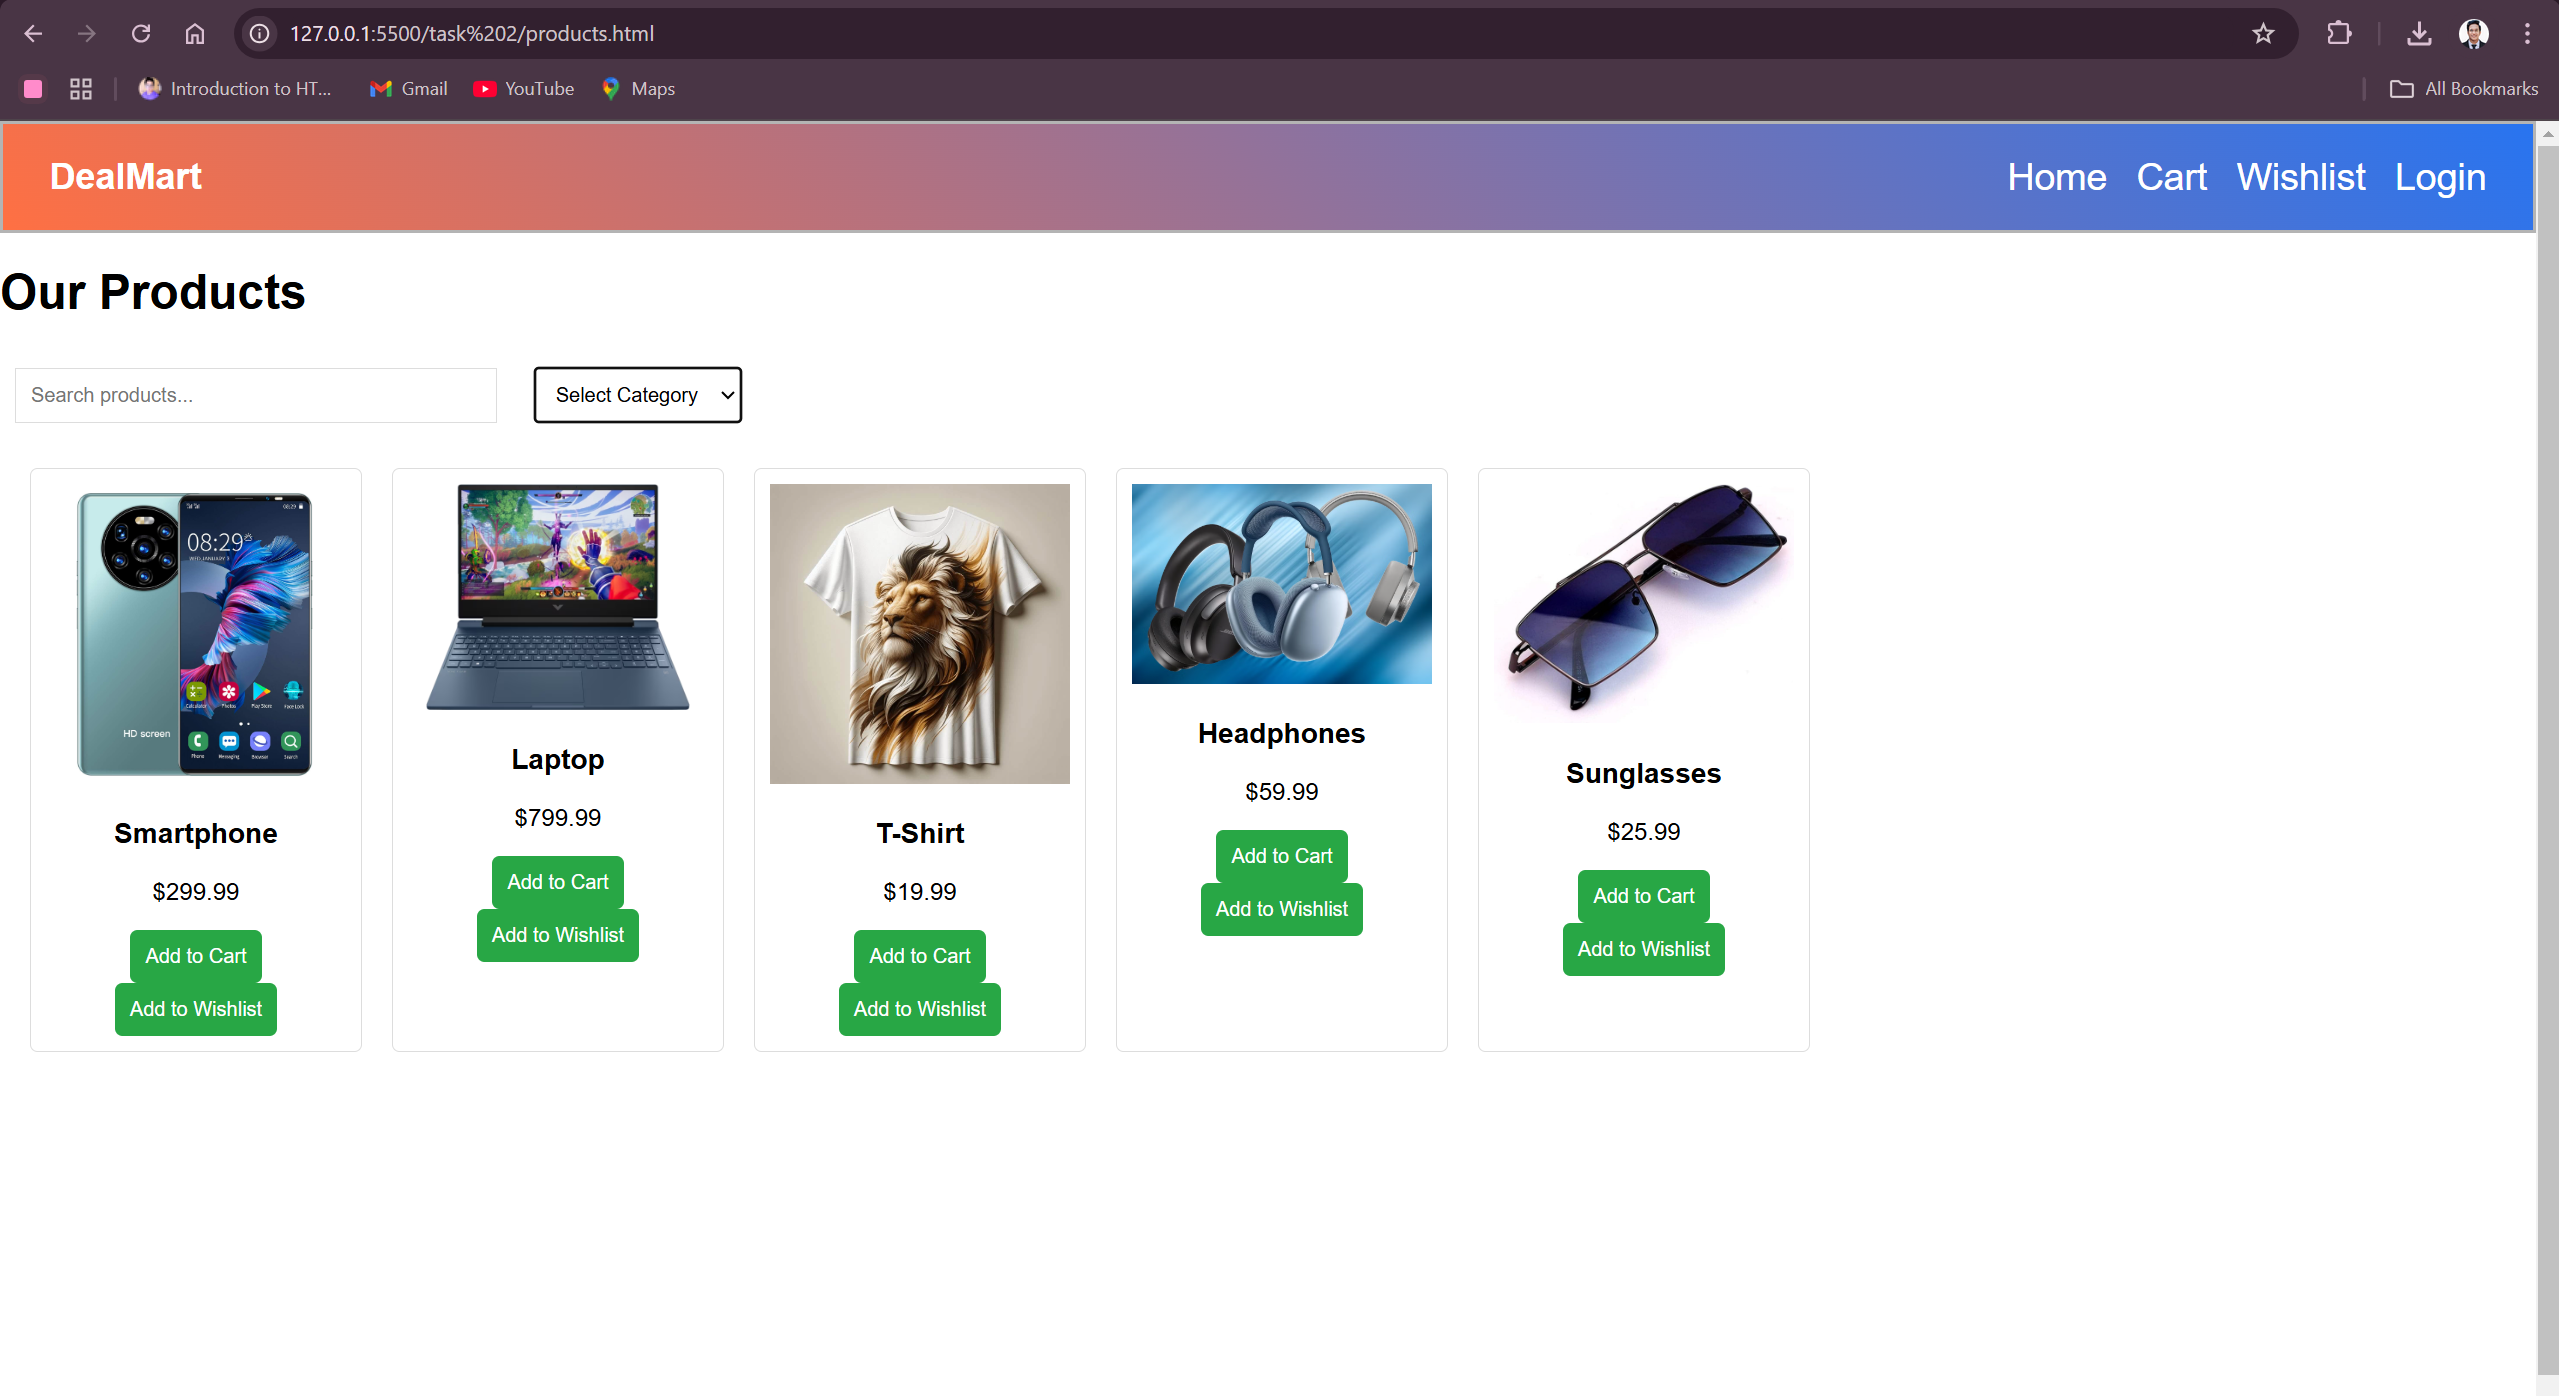 127.0.0.1:5500/task%202/products.html
Introduction to HT... Gmail YouTube Maps All Bookmarks
DealMart Home Cart Wishlist Login
Our Products
Search products... Select Category
08:29
HD screen
Smartphone
$299.99
Add to Cart
Add to Wishlist
Laptop
$799.99
Add to Cart
Add to Wishlist
T-Shirt
$19.99
Add to Cart
Add to Wishlist
Headphones
$59.99
Add to Cart
Add to Wishlist
Sunglasses
$25.99
Add to Cart
Add to Wishlist